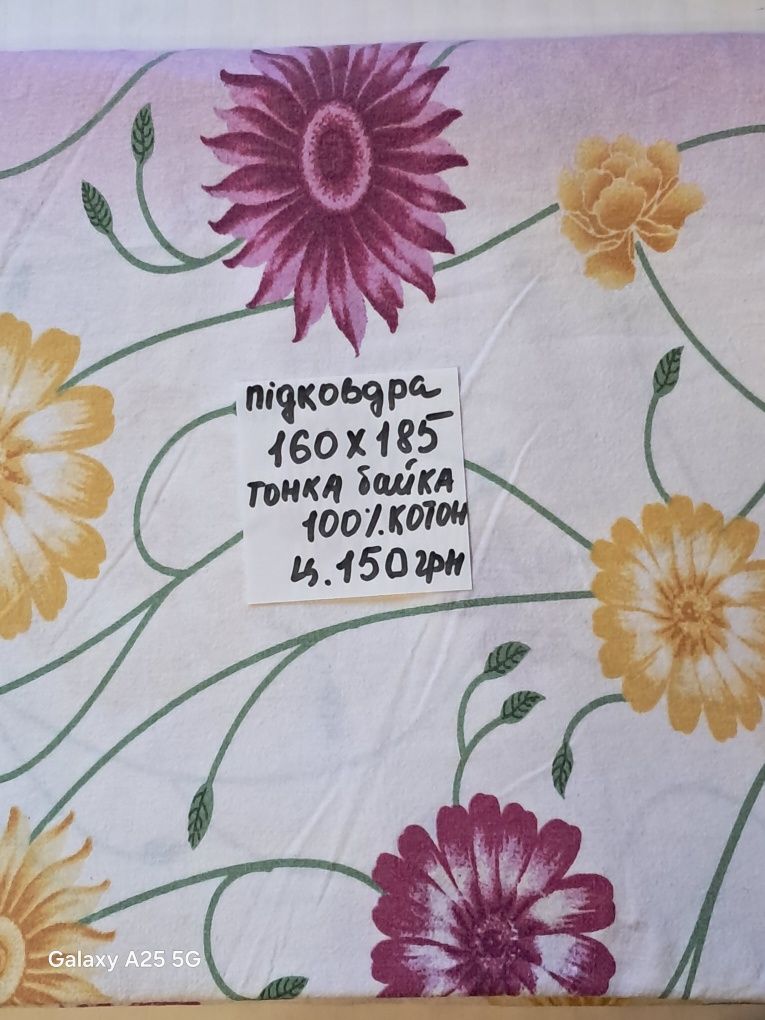 підковдра
160 х 185
тонка байка
100% котон
ц. 150 грн
Galaxy A25 5G